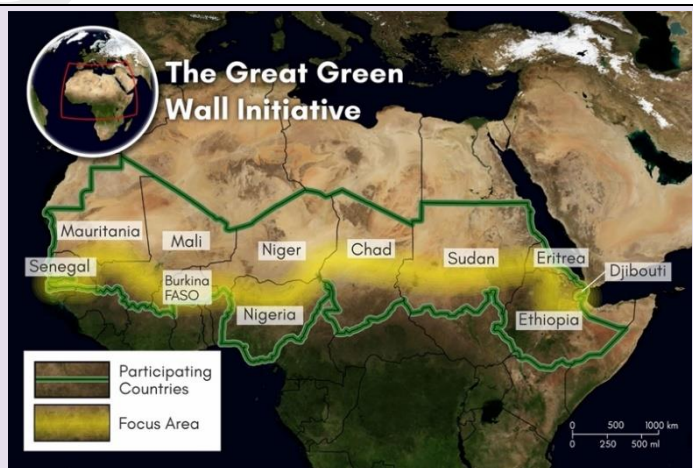 The Great Green
Wall Initiative
Mauritania
Mali
Niger
Chad
Sudan
Eritrea
Djibouti
Senegal
Burkina
FASO
Nigeria
Ethiopia
Participating
Countries
Focus Area
0 500 1000 km
0 250 500 ml